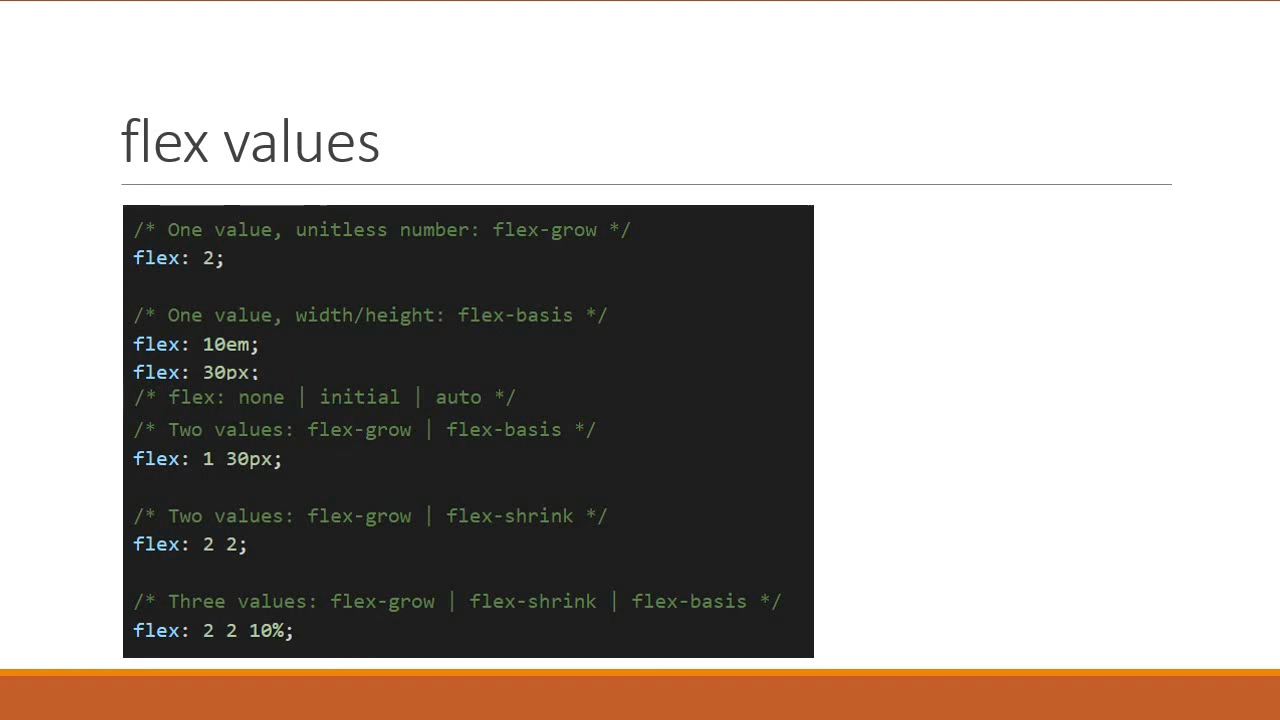 flex values
/* One value, unitless number: flex-grow */
flex: 2;
/* One value, width/height: flex-basis */
flex: 10em;
flex: 30px;
/* flex: none | initial | auto */
/* Two values: flex-grow | flex-basis */
flex: 1 30px;
/* Two values: flex-grow | flex-shrink */
flex: 2 2;
/* Three values: flex-grow | flex-shrink | flex-basis */
flex: 2 2 10%;